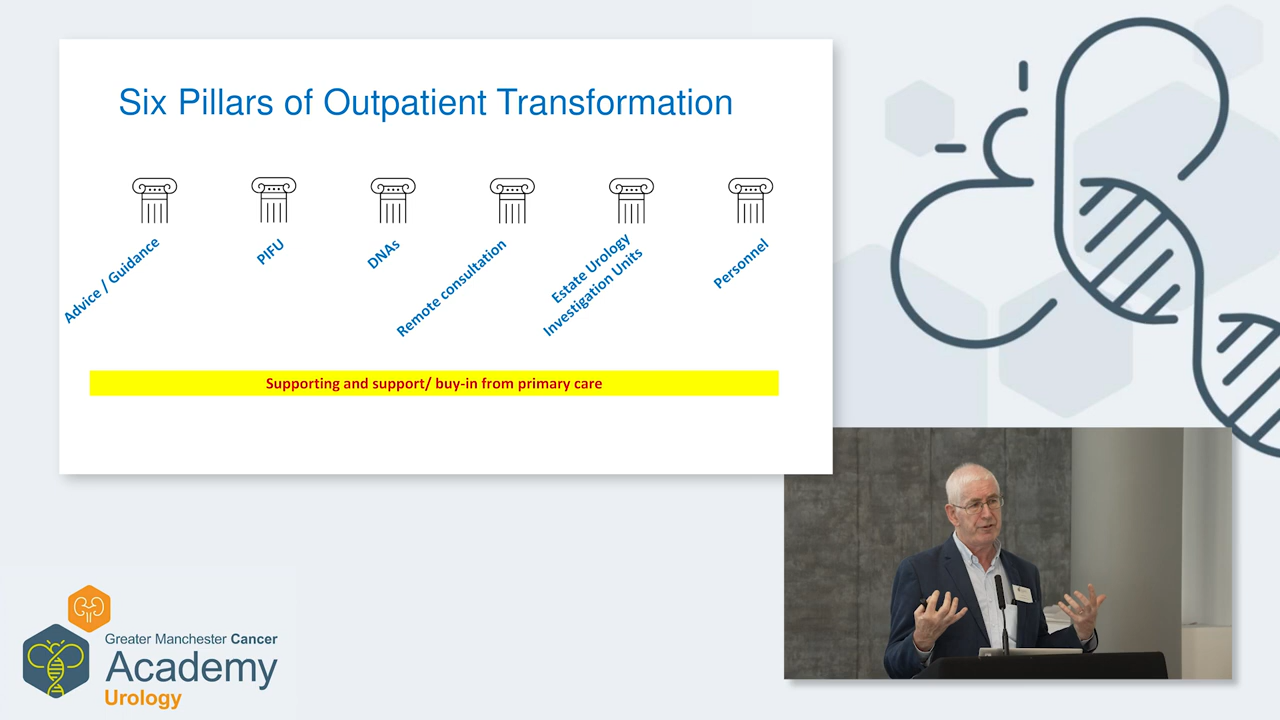 Six Pillars of Outpatient Transformation
Advice / Guidance
PIFU
DNAs
Remote consultation
Estate Urology
Investigation Units
Personnel
Supporting and support/ buy-in from primary care
Greater Manchester Cancer
Academy
Urology